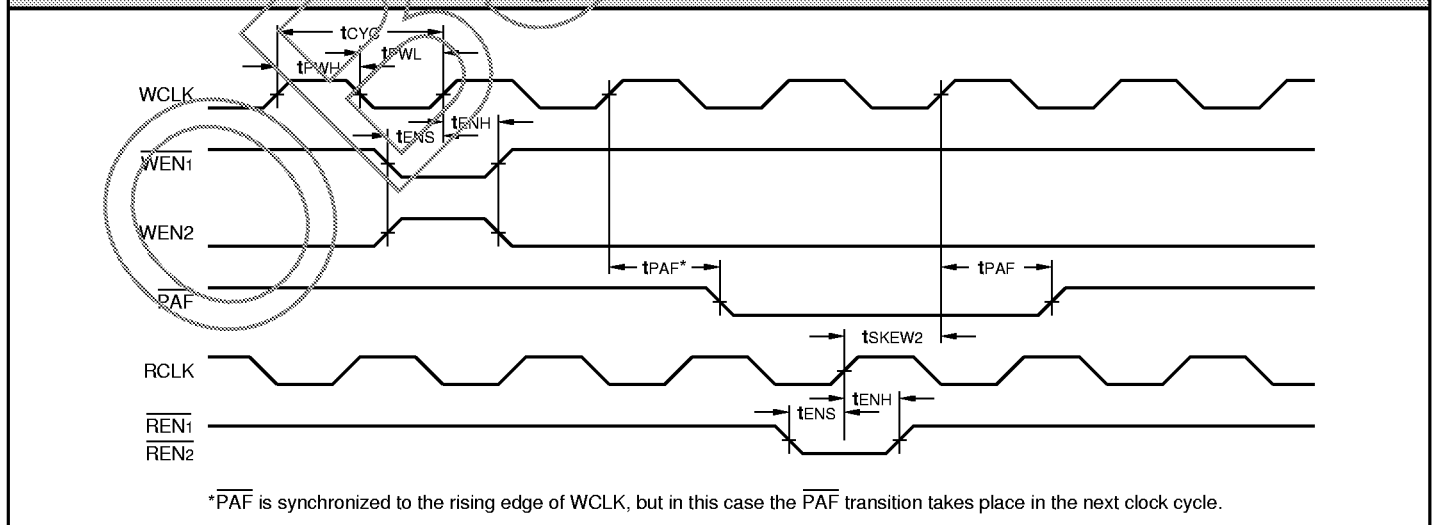 tCYC
tPWL
tPWH
WCLK
tENH
tENS
WEN1
WEN2
tPAF*
tPAF
PAF
tSKEW2
RCLK
tENH
tENS
REN1
REN2
*PAF is synchronized to the rising edge of WCLK, but in this case the PAF transition takes place in the next clock cycle.